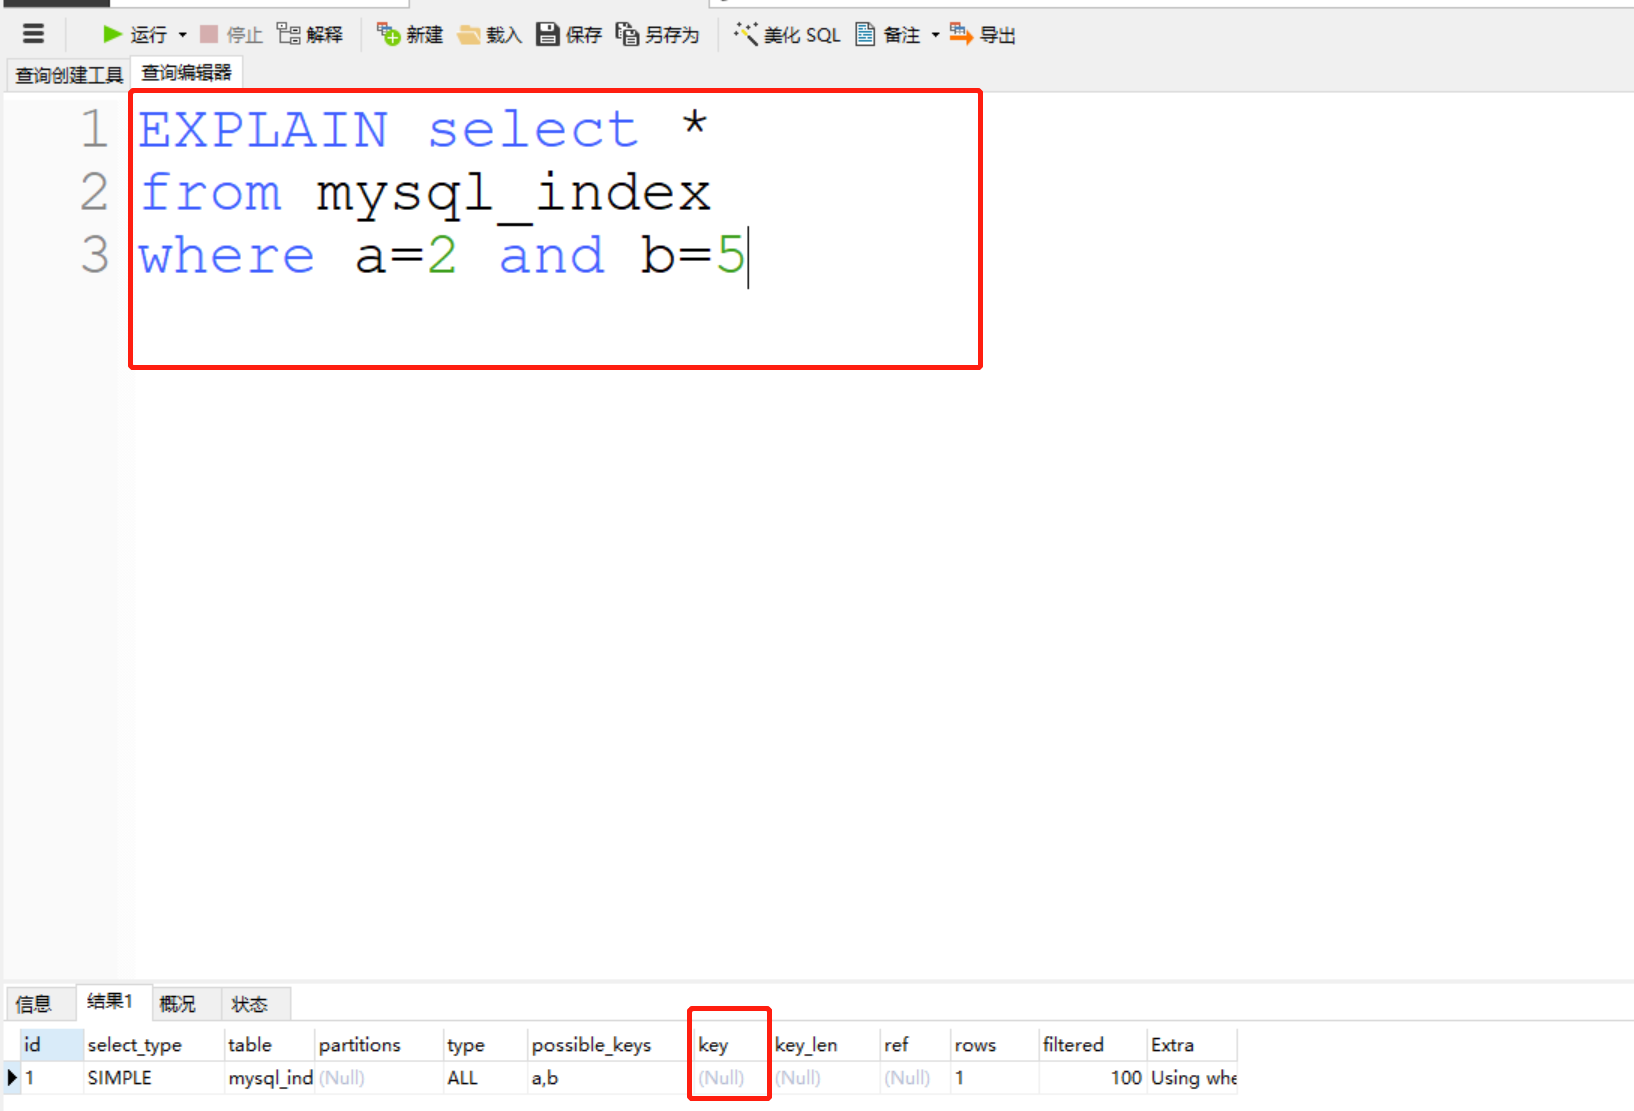 运行 停止 解释 新建 载入 保存 另存为 美化 SQL 备注 导出
查询创建工具 查询编辑器
1 EXPLAIN select *
2 from mysql_index
3 where a=2 and b=5
信息 结果1 概况 状态
id select_type table partitions type possible_keys key key_len ref rows filtered Extra
1 SIMPLE mysql_ind (Null) ALL a,b (Null) (Null) (Null) 1 100 Using whe